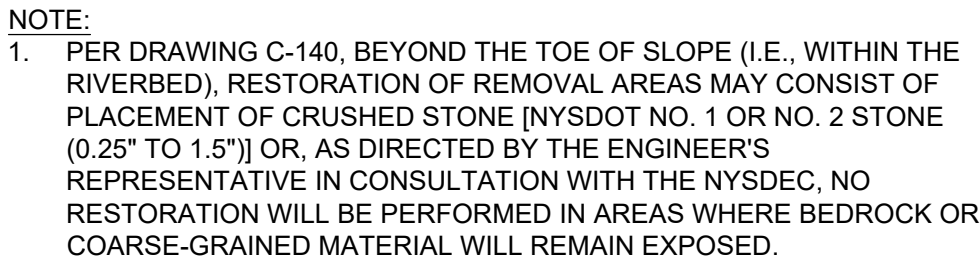 NOTE:
1. PER DRAWING C-140, BEYOND THE TOE OF SLOPE (I.E., WITHIN THE
RIVERBED), RESTORATION OF REMOVAL AREAS MAY CONSIST OF
PLACEMENT OF CRUSHED STONE [NYSDOT NO. 1 OR NO. 2 STONE
(0.25" TO 1.5")] OR, AS DIRECTED BY THE ENGINEER'S
REPRESENTATIVE IN CONSULTATION WITH THE NYSDEC, NO
RESTORATION WILL BE PERFORMED IN AREAS WHERE BEDROCK OR
COARSE-GRAINED MATERIAL WILL REMAIN EXPOSED.